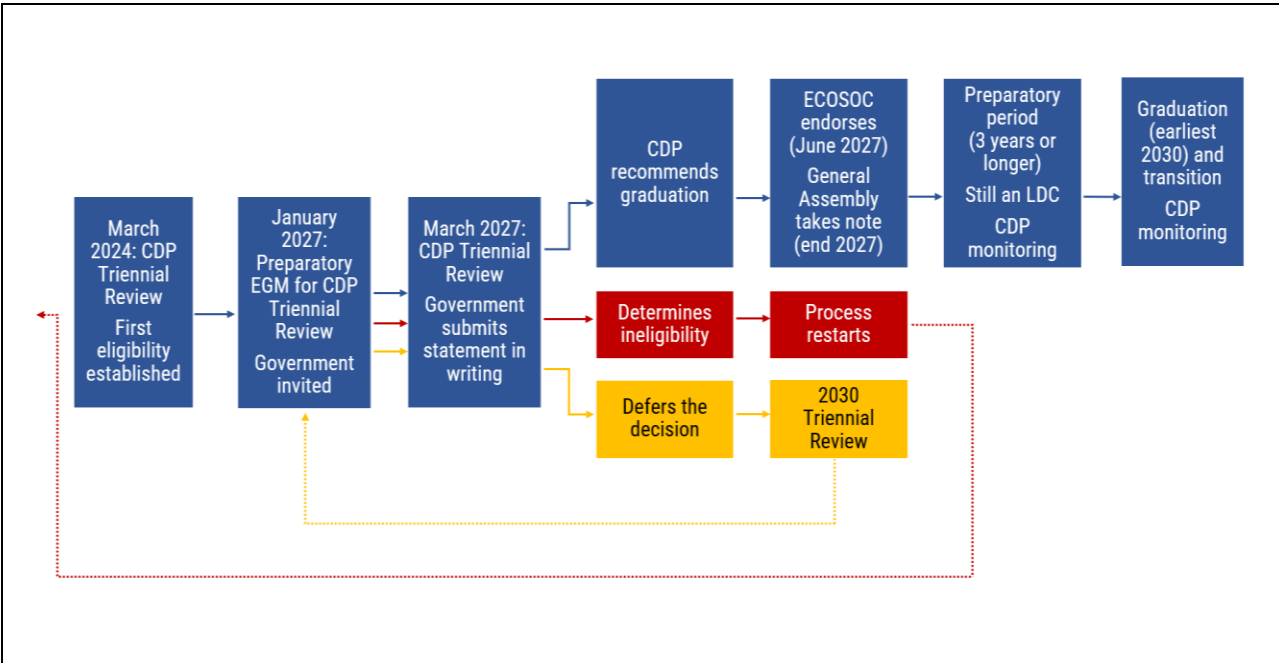 March
2024: CDP
Triennial
Review
First
eligibility
established
January
2027:
Preparatory
EGM for CDP
Triennial
Review
Government
invited
March 2027:
CDP Triennial
Review
Government
submits
statement in
writing
CDP
recommends
graduation
ECOSOC
endorses
(June 2027)
General
Assembly
takes note
(end 2027)
Preparatory
period
(3 years or
longer)
Still an LDC
CDP
monitoring
Graduation
(earliest
2030) and
transition
CDP
monitoring
Determines
ineligibility
Process
restarts
Defers the
decision
2030
Triennial
Review